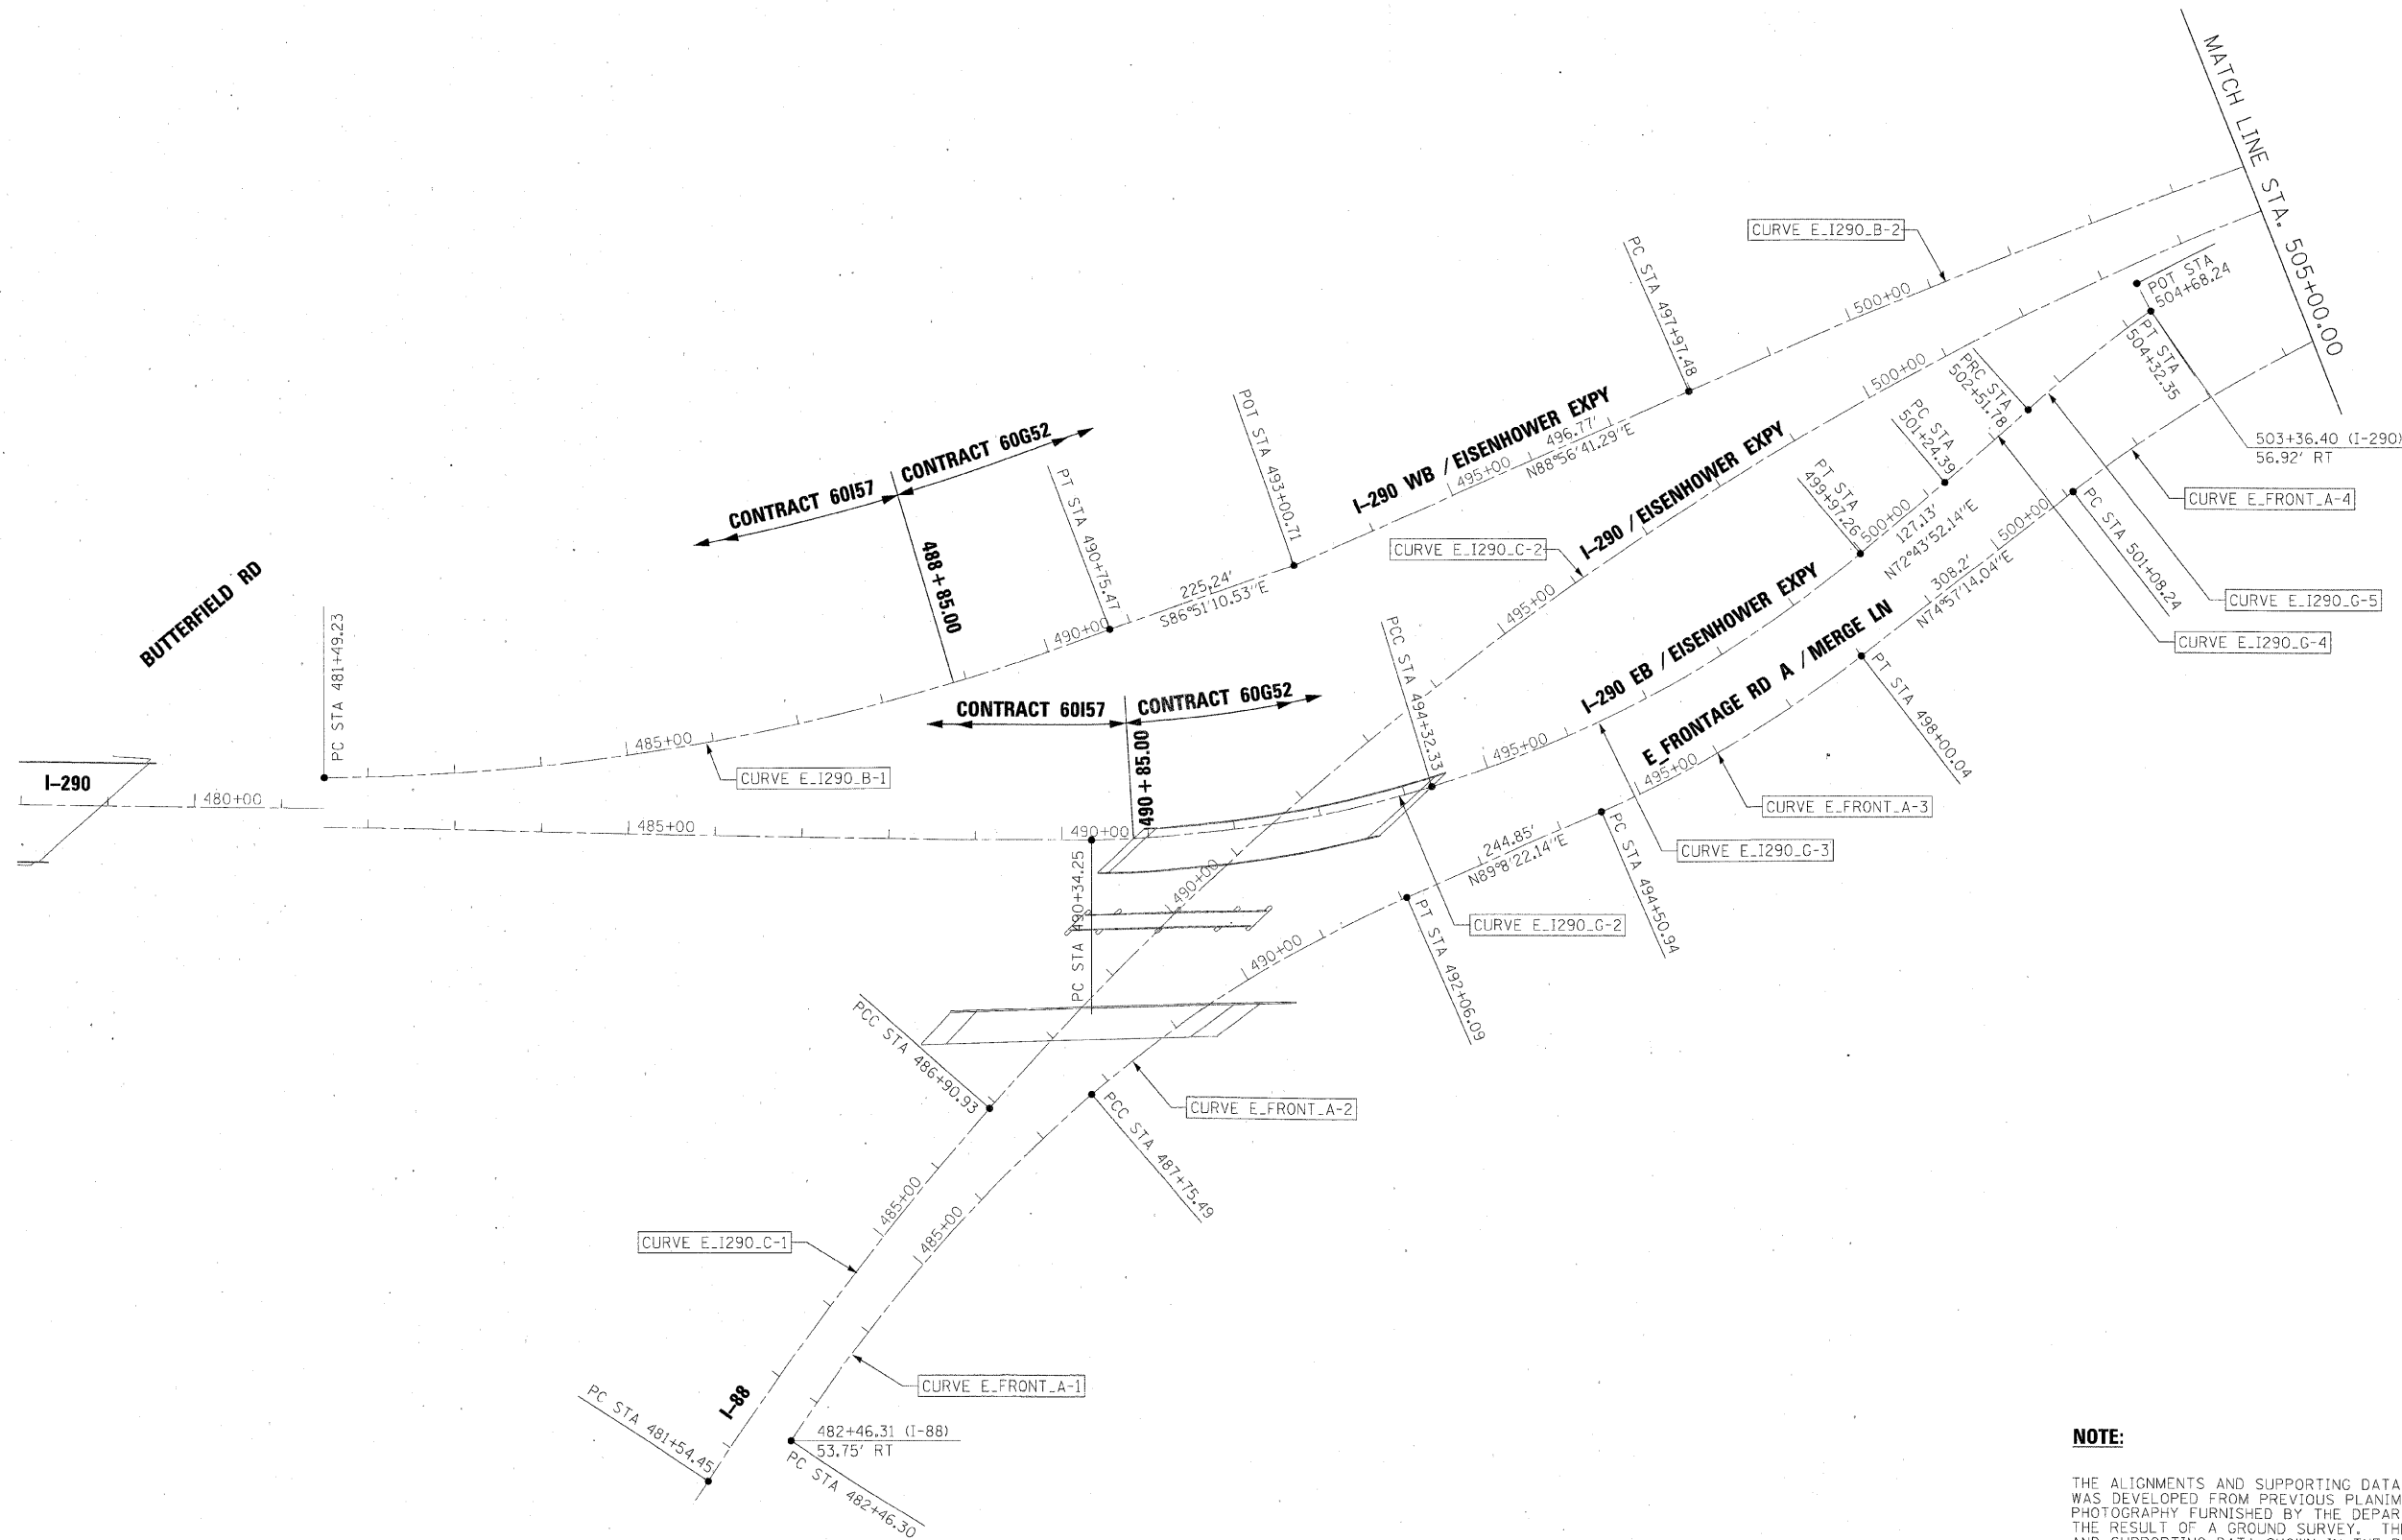 MATCH LINE STA. 505+00.00
CURVE E_I290_B-2
PC STA 497+97.48
500+00
POT STA
504+68.24
PT STA
504+32.35
503+36.40 (I-290)
56.92' RT
PRC STA
502+51.78
PC STA
501+24.39
500+00
CONTRACT 60I57
CONTRACT 60G52
488+85.00
PT STA 490+75.47
POT STA 493+00.71
I-290 WB / EISENHOWER EXPY
495+00
496.77'
N88°56'41.29"E
I-290 / EISENHOWER EXPY
CURVE E_I290_C-2
495+00
PT STA
499+97.26
500+00
127.13'
N72°43'52.14"E
500+00
PC STA 501+08.24
CURVE E_FRONT_A-4
CURVE E_I290_G-5
CURVE E_I290_G-4
308.2'
N74°57'14.04"E
BUTTERFIELD RD
PC STA 481+49.23
490+00
225.24'
S86°51'10.53"E
485+00
CURVE E_I290_B-1
CONTRACT 60I57
CONTRACT 60G52
490+85.00
PCC STA 494+32.33
I-290 EB / EISENHOWER EXPY
495+00
E_FRONTAGE RD A / MERGE LN
495+00
PT STA 498+00.04
CURVE E_FRONT_A-3
CURVE E_I290_G-3
I-290
480+00
485+00
490+00
PC STA 490+34.25
490+00
244.85'
N89°8'22.14"E
PC STA 494+50.94
CURVE E_I290_G-2
PT STA 492+06.09
490+00
PCC STA 486+90.93
CURVE E_FRONT_A-2
PCC STA 487+75.49
485+00
485+00
CURVE E_I290_C-1
CURVE E_FRONT_A-1
I-88
PC STA 481+54.45
482+46.31 (I-88)
53.75' RT
PC STA 482+46.30
NOTE:
THE ALIGNMENTS AND SUPPORTING DATA
WAS DEVELOPED FROM PREVIOUS PLANIM
PHOTOGRAPHY FURNISHED BY THE DEPAR
THE RESULT OF A GROUND SURVEY. TH